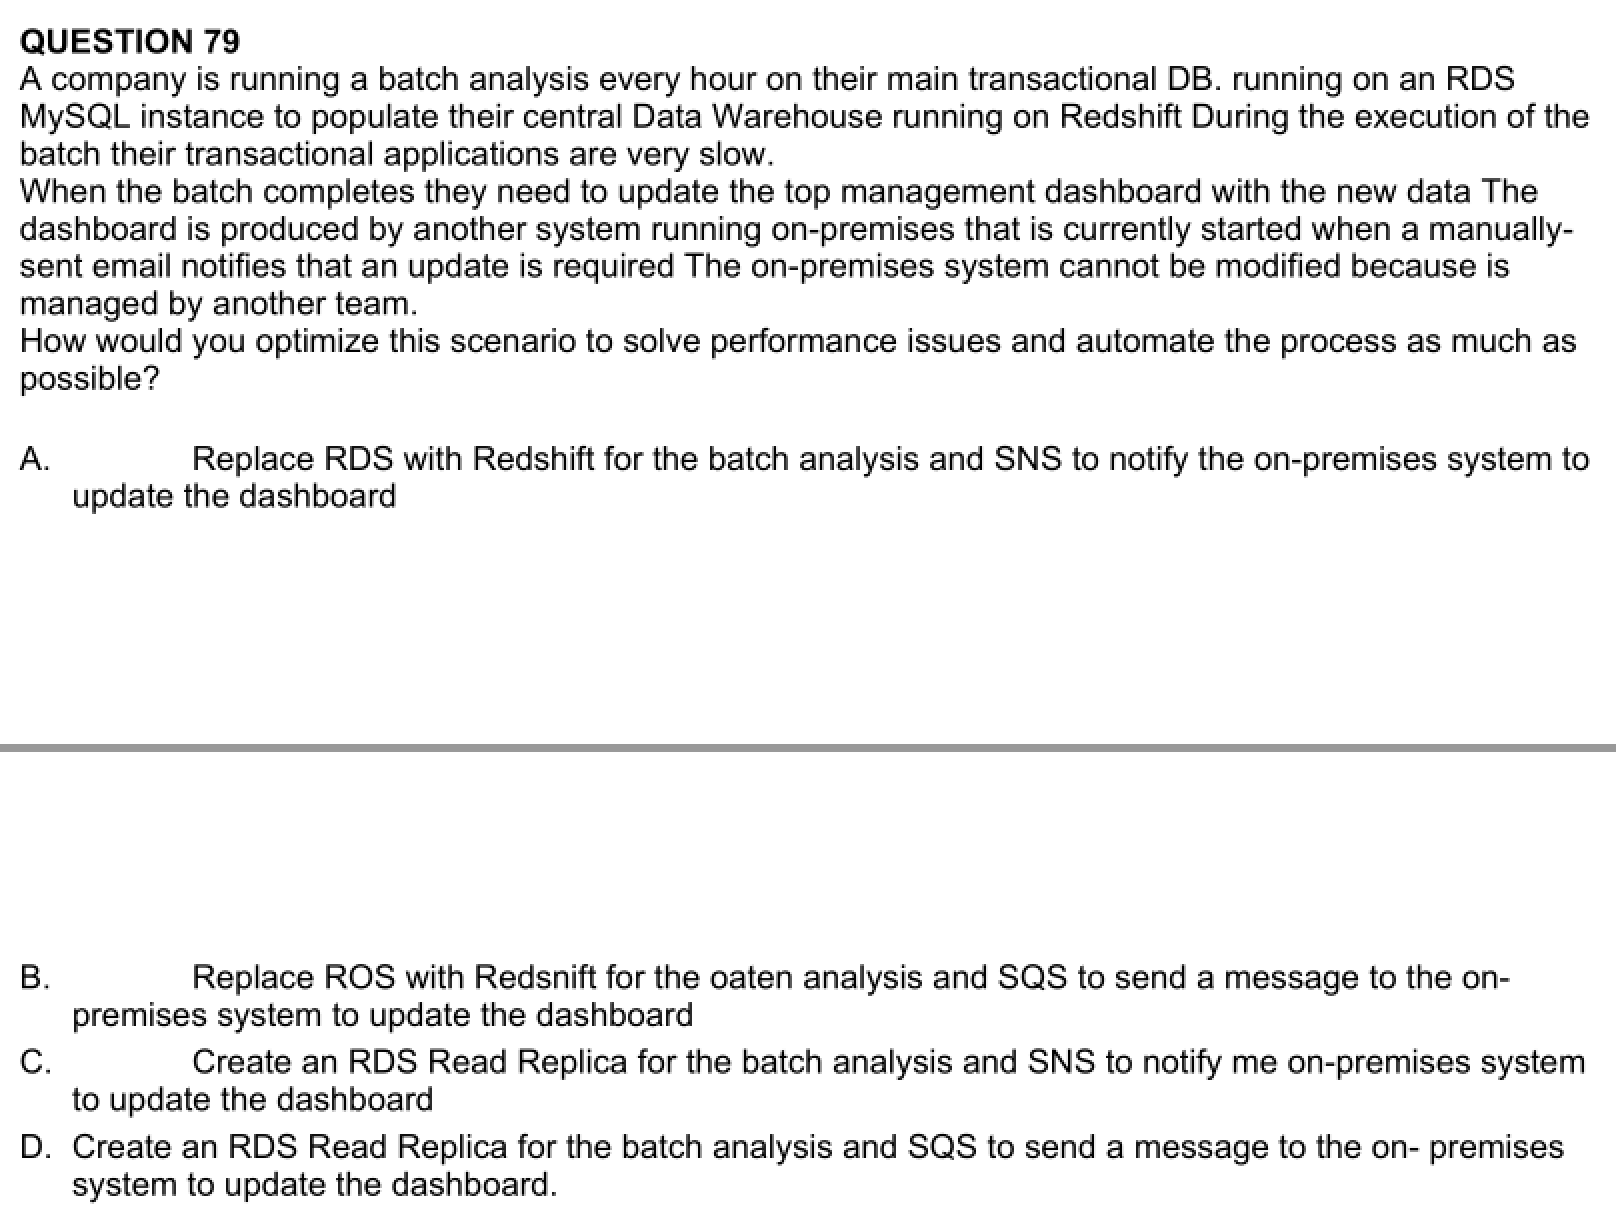 QUESTION 79
A company is running a batch analysis every hour on their main transactional DB. running on an RDS
MySQL instance to populate their central Data Warehouse running on Redshift During the execution of the
batch their transactional applications are very slow.
When the batch completes they need to update the top management dashboard with the new data The
dashboard is produced by another system running on-premises that is currently started when a manually-
sent email notifies that an update is required The on-premises system cannot be modified because is
managed by another team.
How would you optimize this scenario to solve performance issues and automate the process as much as
possible?
A. Replace RDS with Redshift for the batch analysis and SNS to notify the on-premises system to
update the dashboard
B. Replace ROS with Redsnift for the oaten analysis and SQS to send a message to the on-
premises system to update the dashboard
C. Create an RDS Read Replica for the batch analysis and SNS to notify me on-premises system
to update the dashboard
D. Create an RDS Read Replica for the batch analysis and SQS to send a message to the on- premises
system to update the dashboard.